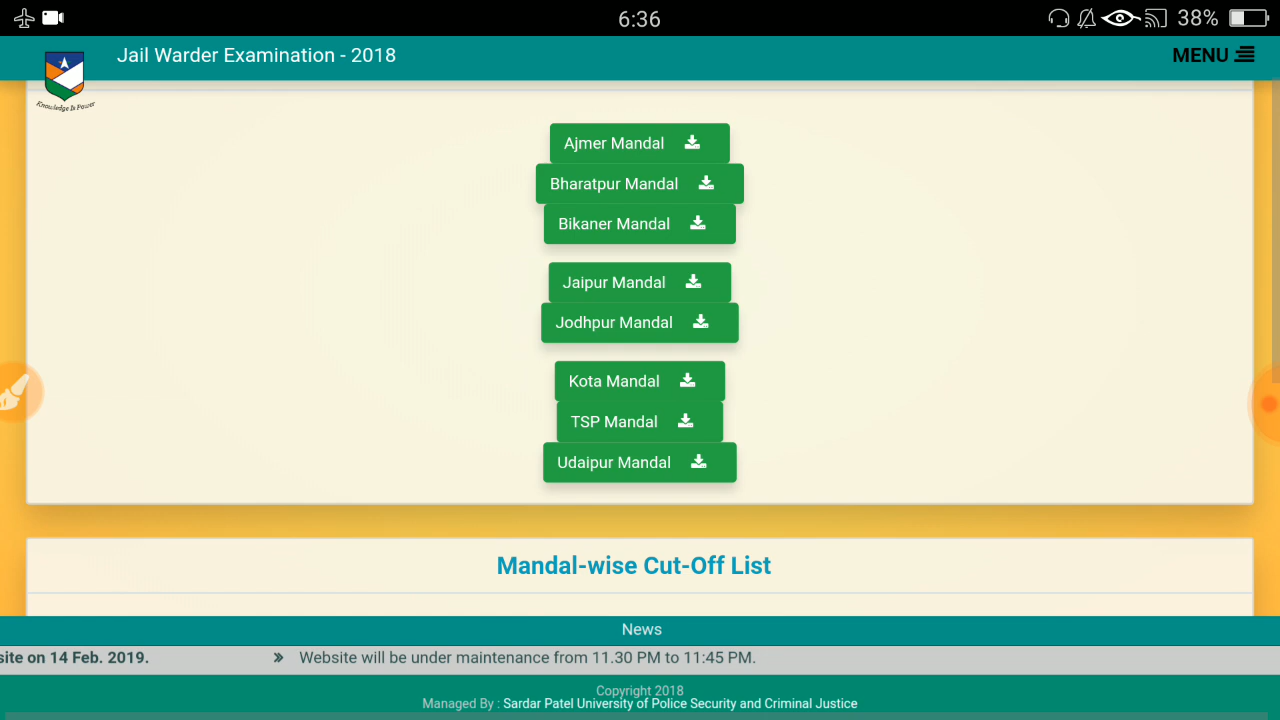 6:36
38%
Jail Warder Examination - 2018
MENU
Knowledge Is Power
Ajmer Mandal
Bharatpur Mandal
Bikaner Mandal
Jaipur Mandal
Jodhpur Mandal
Kota Mandal
TSP Mandal
Udaipur Mandal
Mandal-wise Cut-Off List
News
site on 14 Feb. 2019. » Website will be under maintenance from 11.30 PM to 11:45 PM.
Copyright 2018
Managed By : Sardar Patel University of Police Security and Criminal Justice